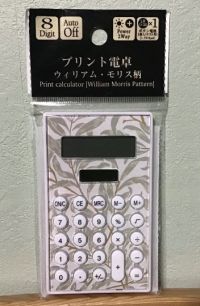 8
Digit
Auto
Off
Power
2Way
×1
プリント電卓
ウィリアム・モリス柄
Print calculator [William Morris Pattern]
ON/C CE MRC M- M+
7 8 9 % √
4 5 6 × ÷
1 2 3 + -
0 . =